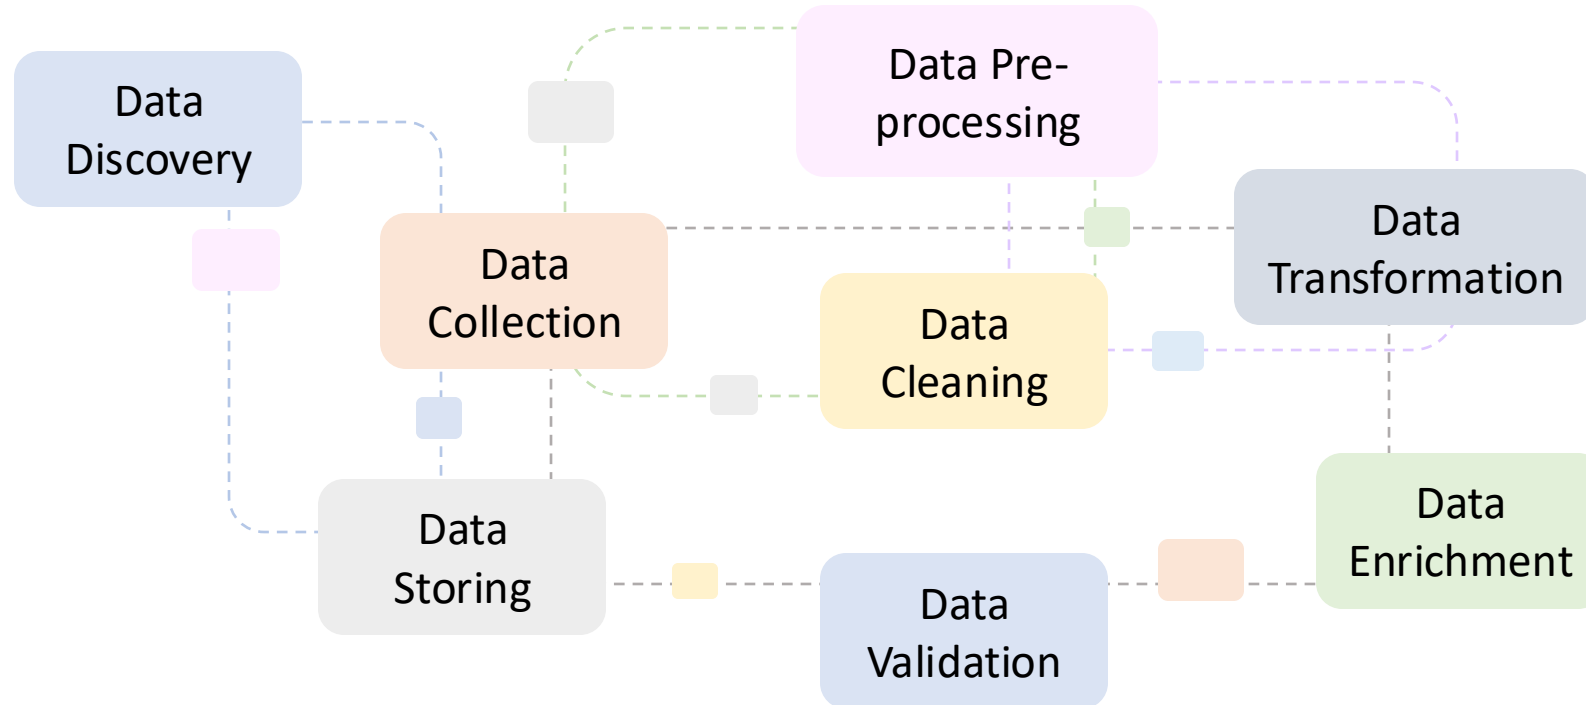 Data
Discovery
Data Pre-
processing
Data
Collection
Data
Transformation
Data
Cleaning
Data
Storing
Data
Enrichment
Data
Validation